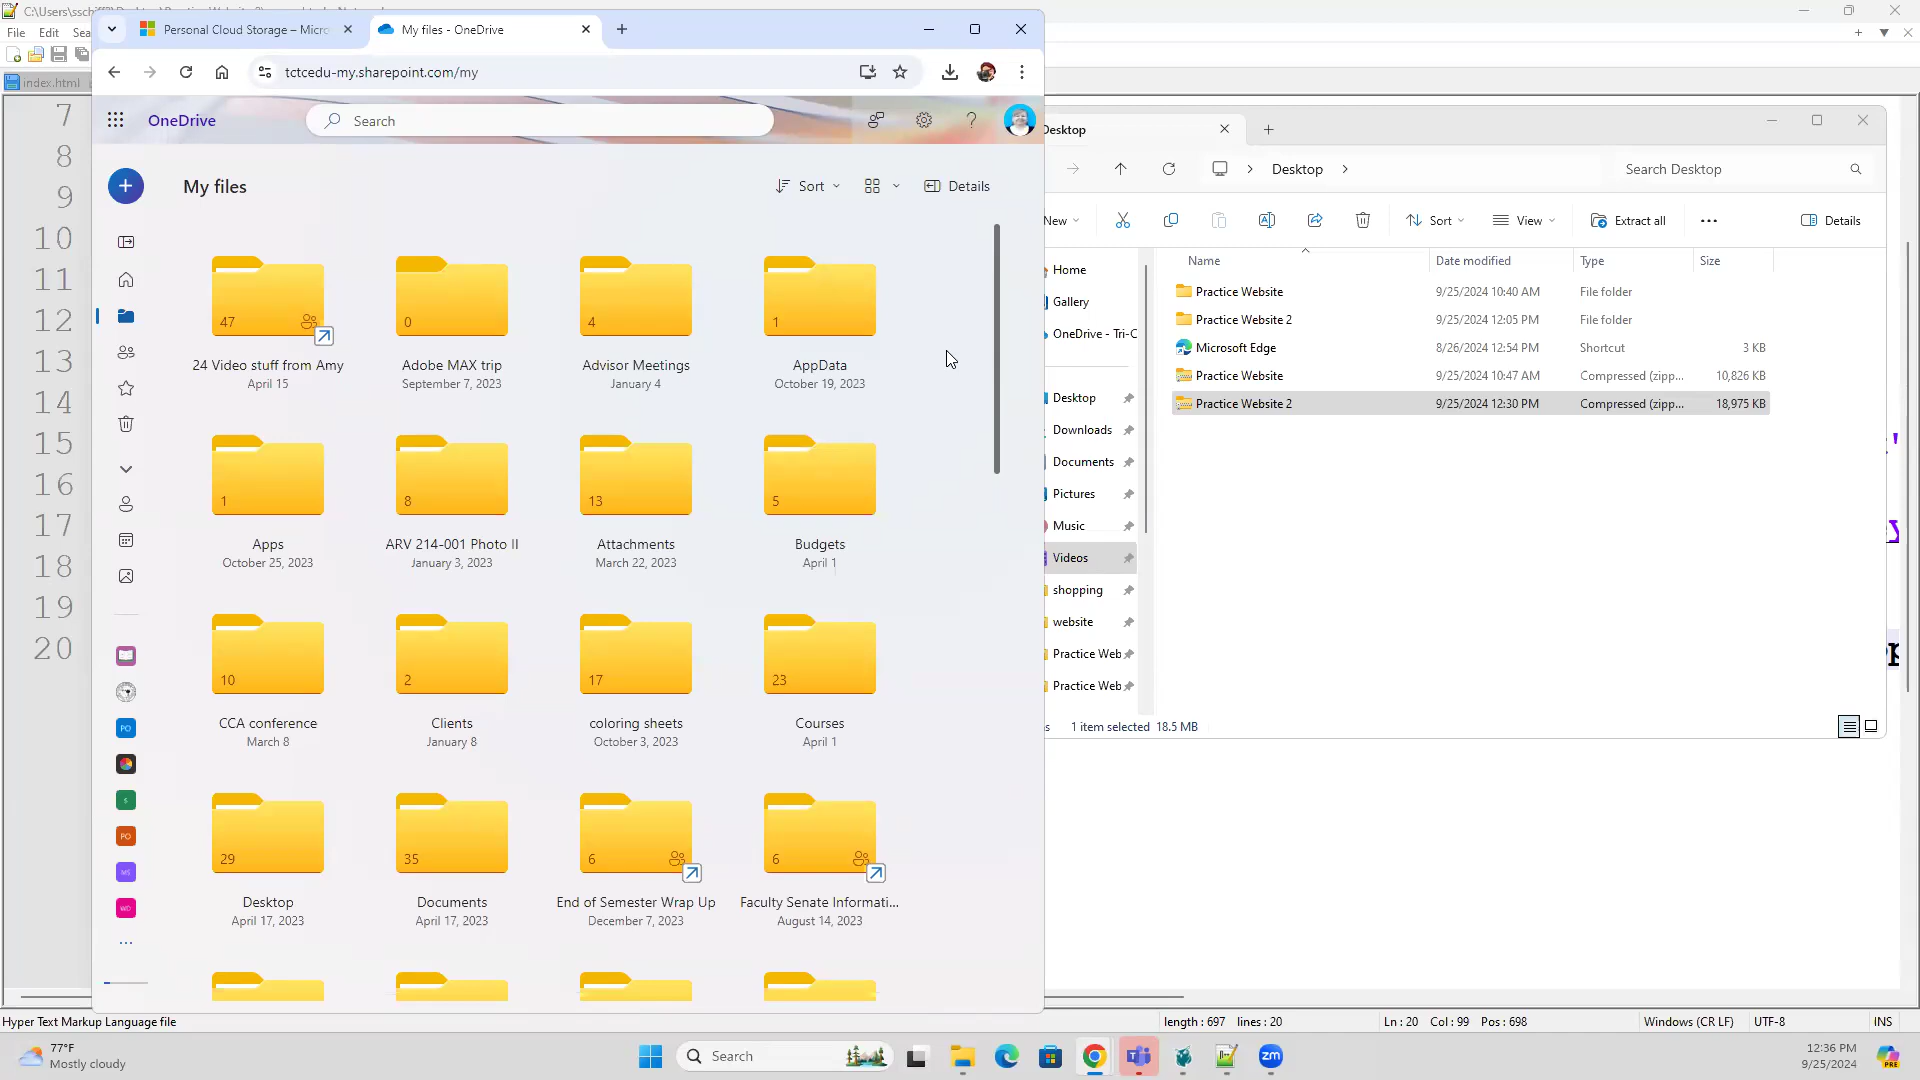 File Edit Sea
index.html
Personal Cloud Storage – Micr
My files - OneDrive
tctcedu-my.sharepoint.com/my
OneDrive
Search
My files
Sort
Details
47
24 Video stuff from Amy
April 15
0
Adobe MAX trip
September 7, 2023
4
Advisor Meetings
January 4
1
AppData
October 19, 2023
1
Apps
October 25, 2023
8
ARV 214-001 Photo II
January 3, 2023
13
Attachments
March 22, 2023
5
Budgets
April 1
10
CCA conference
March 8
2
Clients
January 8
17
coloring sheets
October 3, 2023
23
Courses
April 1
29
Desktop
April 17, 2023
35
Documents
April 17, 2023
6
End of Semester Wrap Up
December 7, 2023
6
Faculty Senate Informati...
August 14, 2023
7
8
9
10
11
12
13
14
15
16
17
18
19
20
Desktop
Desktop
Search Desktop
New
Sort
View
Extract all
Details
Home
Gallery
OneDrive - Tri-C
Desktop
Downloads
Documents
Pictures
Music
Videos
shopping
website
Practice Web
Practice Web
Name Date modified Type Size
Practice Website 9/25/2024 10:40 AM File folder
Practice Website 2 9/25/2024 12:05 PM File folder
Microsoft Edge 8/26/2024 12:54 PM Shortcut 3 KB
Practice Website 9/25/2024 10:47 AM Compressed (zipp... 10,826 KB
Practice Website 2 9/25/2024 12:30 PM Compressed (zipp... 18,975 KB
1 item selected 18.5 MB
Hyper Text Markup Language file
length : 697 lines : 20
Ln : 20 Col : 99 Pos : 698
Windows (CR LF)
UTF-8
INS
77°F
Mostly cloudy
Search
zm
12:36 PM
9/25/2024